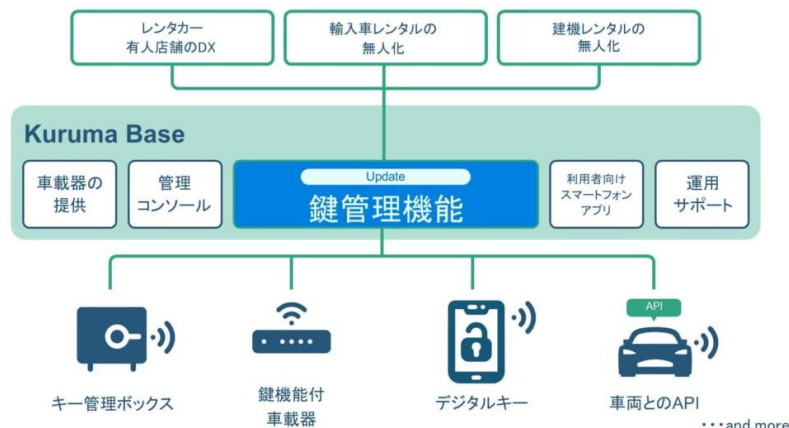 レンタカー
有人店舗のDX
輸入車レンタルの
無人化
建機レンタルの
無人化
Kuruma Base
車載器の
提供
管理
コンソール
Update
鍵管理機能
利用者向け
スマートフォン
アプリ
運用
サポート
API
キー管理ボックス
鍵機能付
車載器
デジタルキー
車両とのAPI
・・・and more